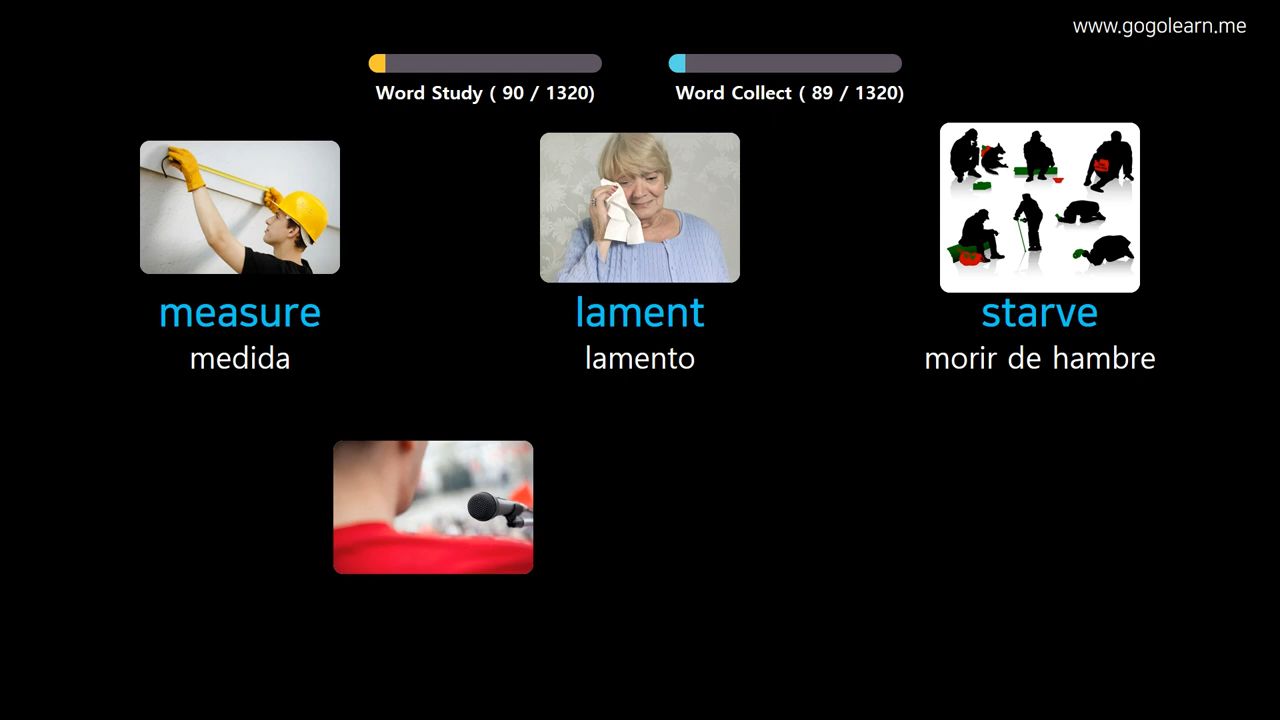 www.gogolearn.me
Word Study ( 90 / 1320)
Word Collect ( 89 / 1320)
measure
lament
starve
medida
lamento
morir de hambre